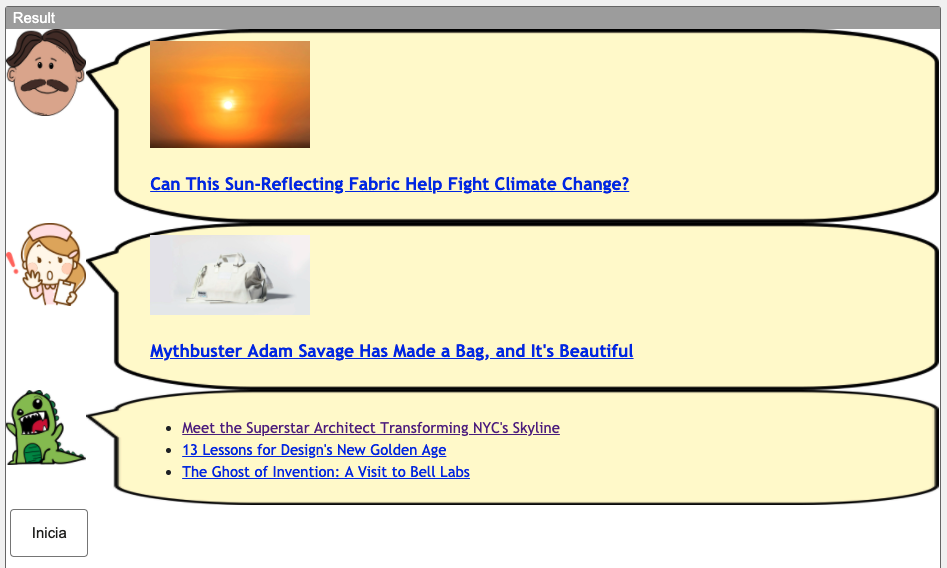 Result
Can This Sun-Reflecting Fabric Help Fight Climate Change?
Mythbuster Adam Savage Has Made a Bag, and It's Beautiful
Meet the Superstar Architect Transforming NYC's Skyline
13 Lessons for Design's New Golden Age
The Ghost of Invention: A Visit to Bell Labs
Inicia